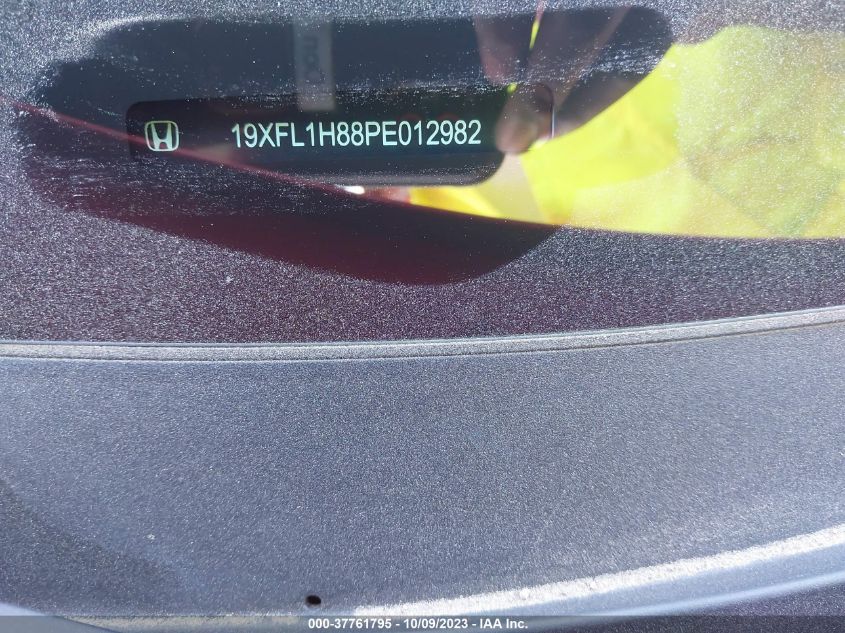 19XFL1H88PE012982
000-37761795 - 10/09/2023 - IAA Inc.